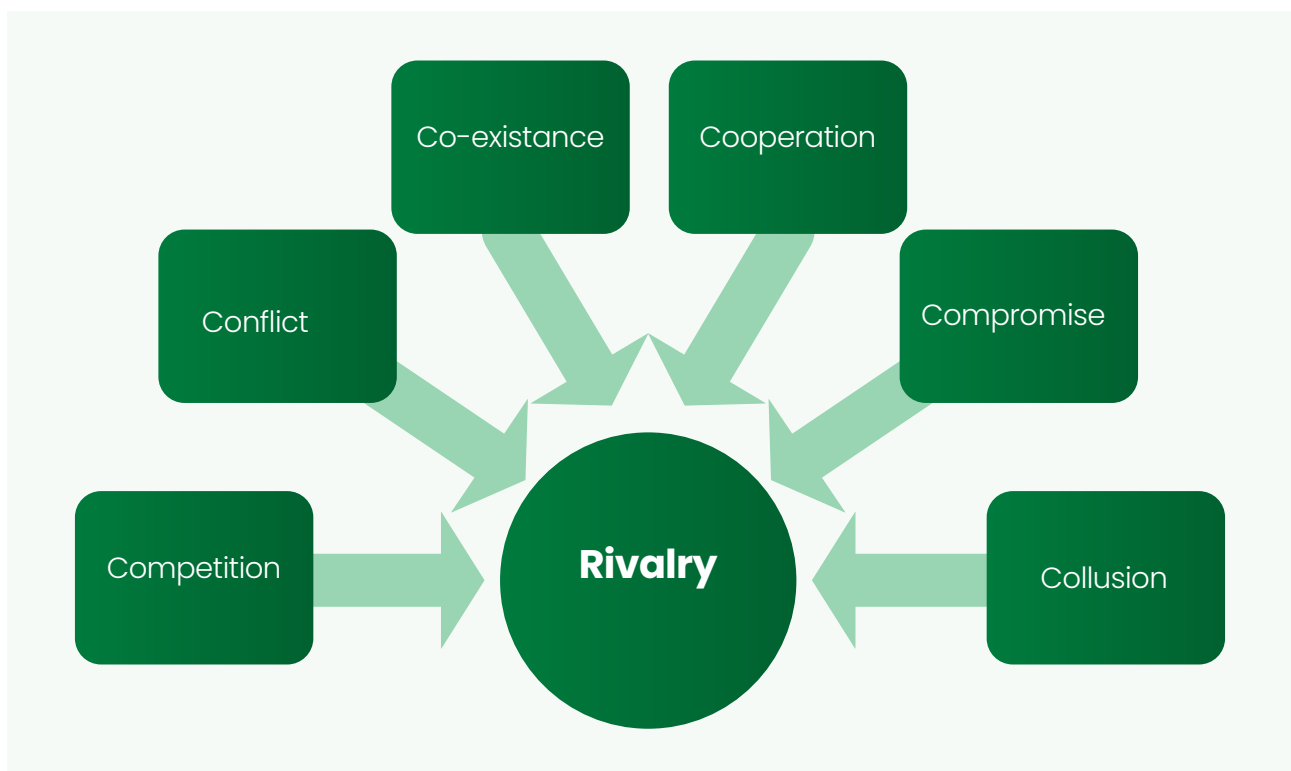 Co-existance
Cooperation
Conflict
Compromise
Competition
Rivalry
Collusion